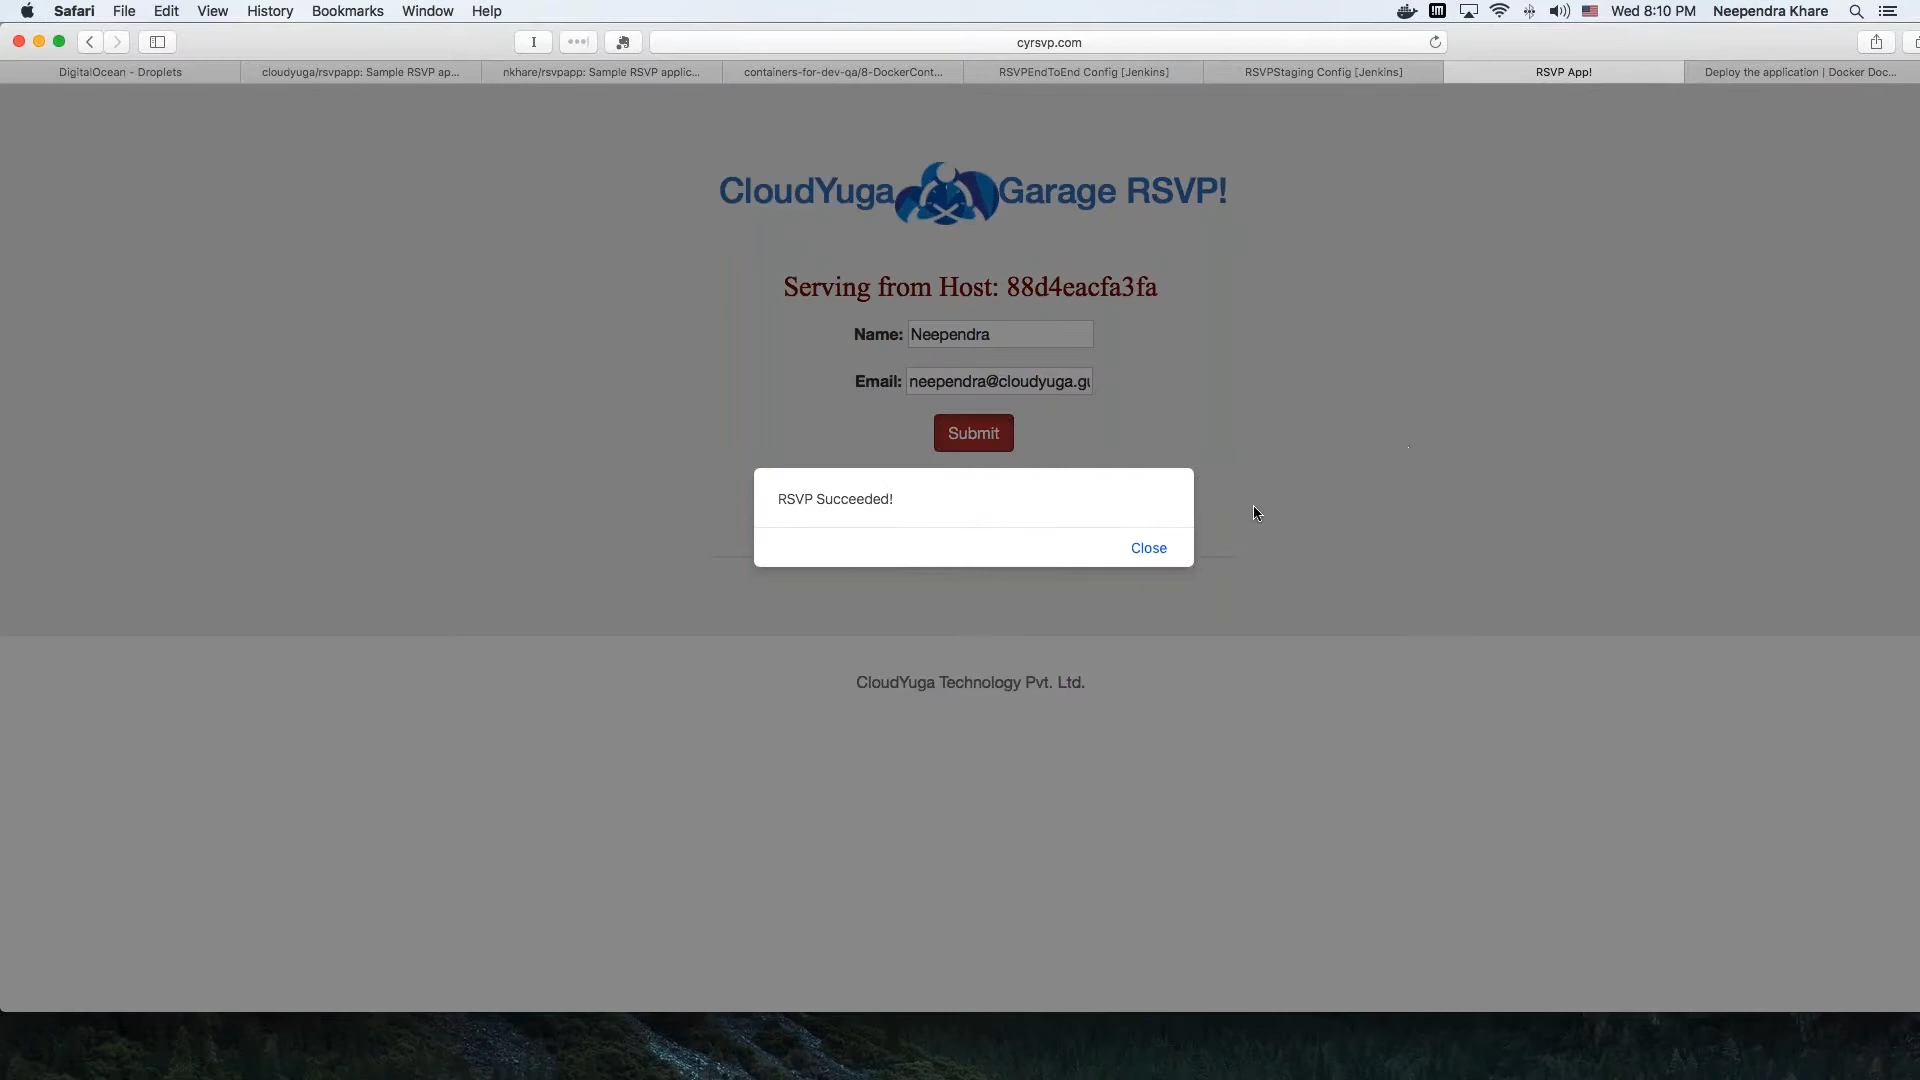 Safari File Edit View History Bookmarks Window Help Wed 8:10 PM Neependra Khare
cyrsvp.com
DigitalOcean - Droplets cloudyuga/rsvpapp: Sample RSVP ap... nkhare/rsvpapp: Sample RSVP applic... containers-for-dev-qa/8-DockerCont... RSVPEndToEnd Config [Jenkins] RSVPStaging Config [Jenkins] RSVP App! Deploy the application | Docker Doc...
CloudYuga Garage RSVP!
Serving from Host: 88d4eacfa3fa
Name: Neependra
Email: neependra@cloudyuga.gu
Submit
RSVP Succeeded!
Close
CloudYuga Technology Pvt. Ltd.